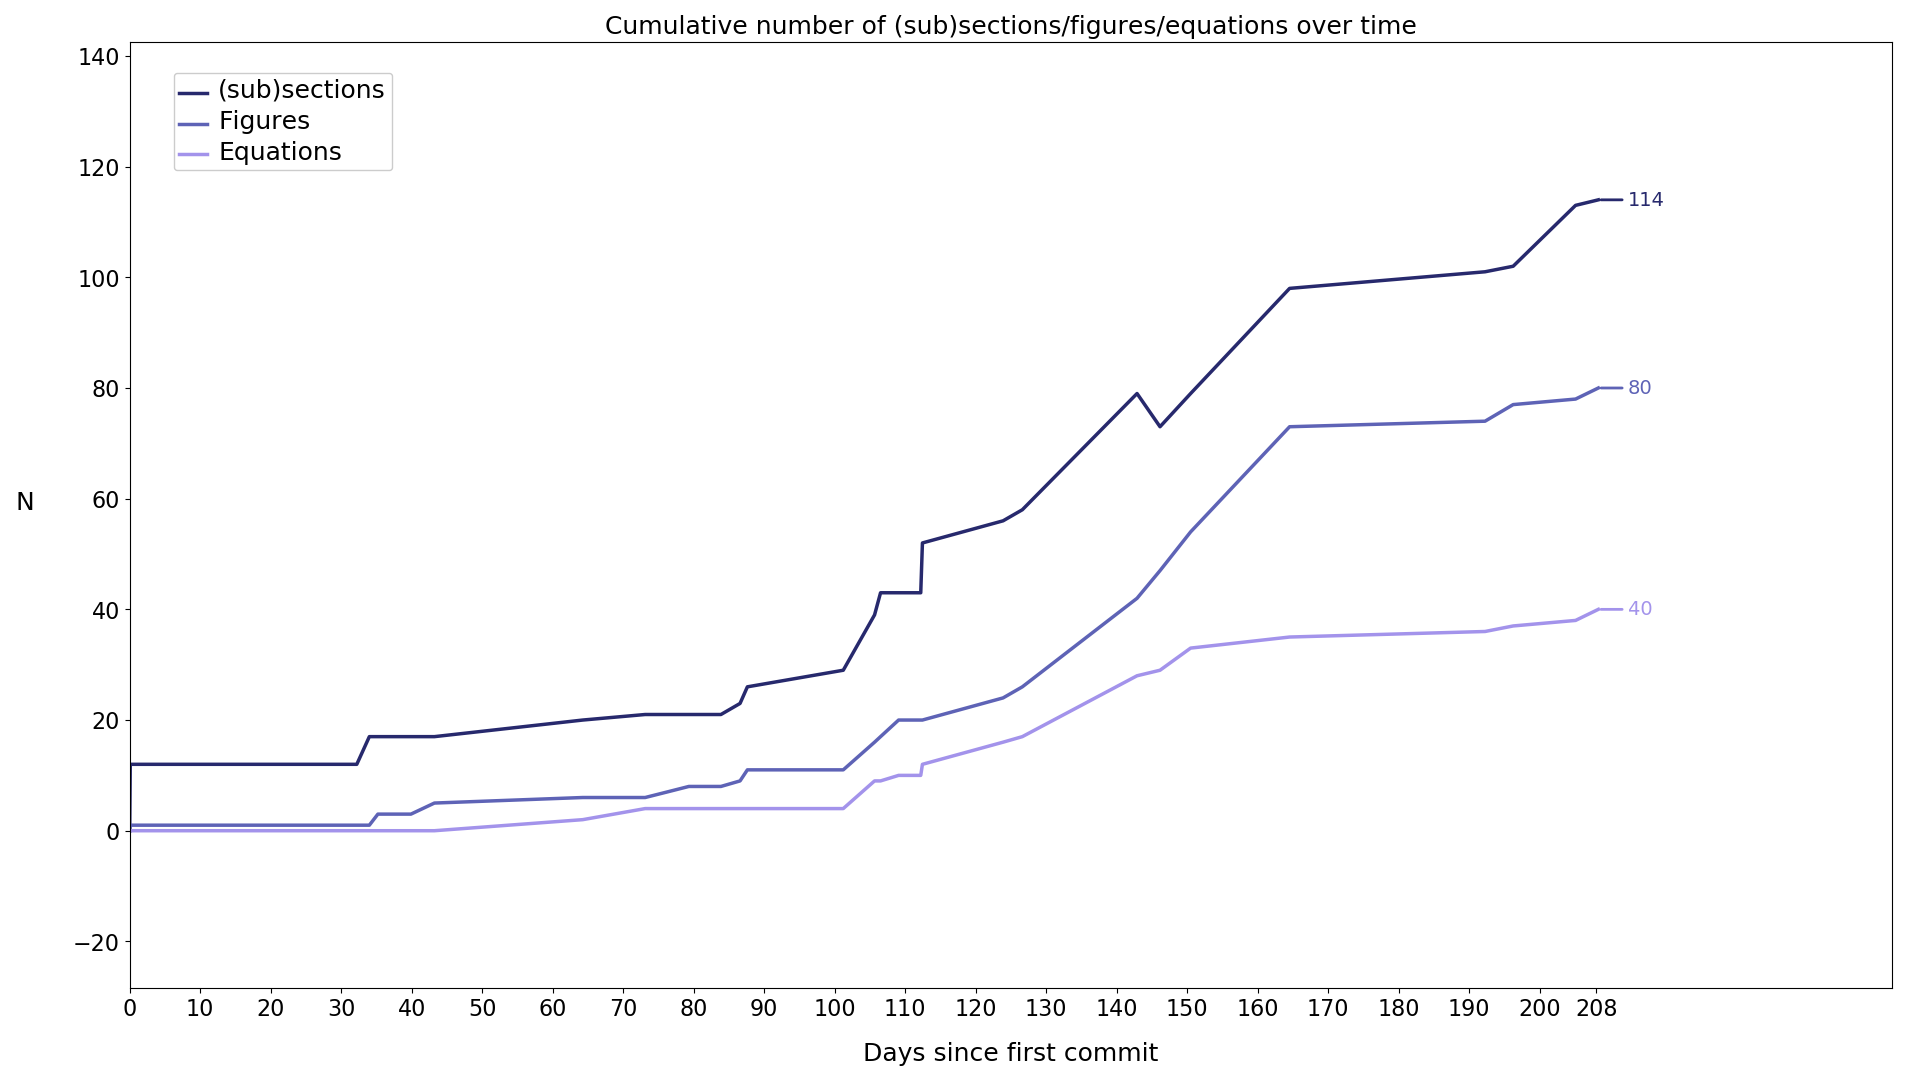 Cumulative number of (sub)sections/figures/equations over time
(sub)sections
Figures
Equations
N
140
120
100
80
60
40
20
0
−20
114
80
40
0 10 20 30 40 50 60 70 80 90 100 110 120 130 140 150 160 170 180 190 200 208
Days since first commit